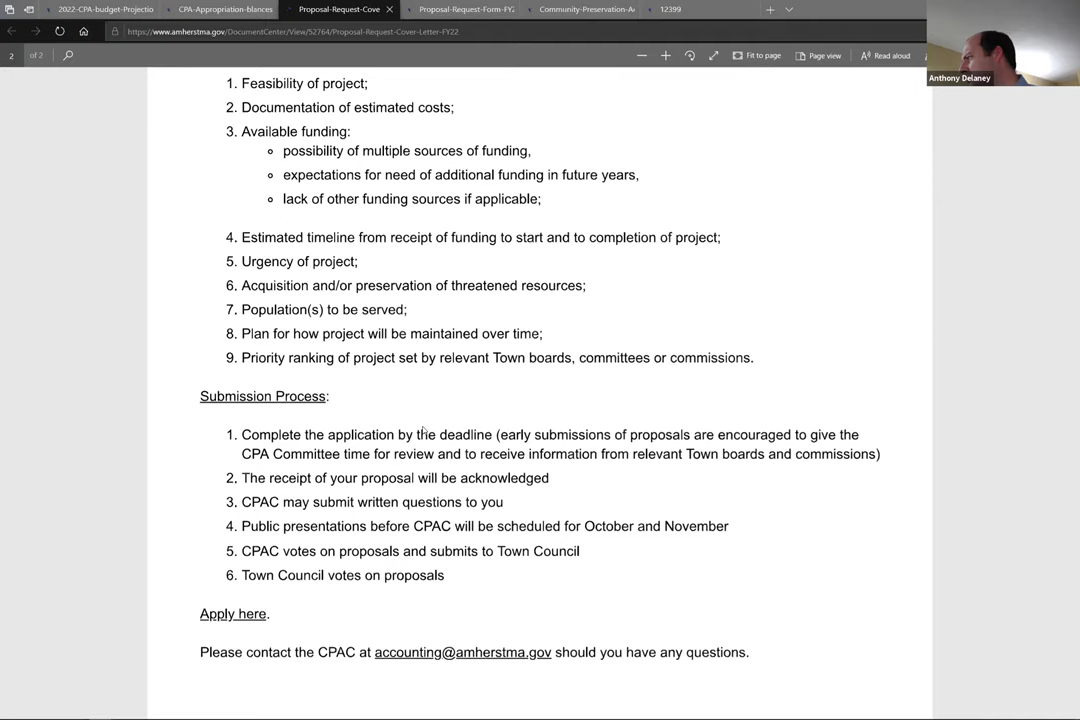 2022-CPA-budget-Projectio
CPA-Appropriation-blances
Proposal-Request-Cove
Proposal-Request-Form-FY2
Community-Preservation-A
12399
https://www.amherstma.gov/DocumentCenter/View/52764/Proposal-Request-Cover-Letter-FY22
2 of 2
Fit to page
Page view
Read aloud
Anthony Delaney
1. Feasibility of project;
2. Documentation of estimated costs;
3. Available funding:
possibility of multiple sources of funding,
expectations for need of additional funding in future years,
lack of other funding sources if applicable;
4. Estimated timeline from receipt of funding to start and to completion of project;
5. Urgency of project;
6. Acquisition and/or preservation of threatened resources;
7. Population(s) to be served;
8. Plan for how project will be maintained over time;
9. Priority ranking of project set by relevant Town boards, committees or commissions.
Submission Process:
1. Complete the application by the deadline (early submissions of proposals are encouraged to give the
CPA Committee time for review and to receive information from relevant Town boards and commissions)
2. The receipt of your proposal will be acknowledged
3. CPAC may submit written questions to you
4. Public presentations before CPAC will be scheduled for October and November
5. CPAC votes on proposals and submits to Town Council
6. Town Council votes on proposals
Apply here.
Please contact the CPAC at accounting@amherstma.gov should you have any questions.